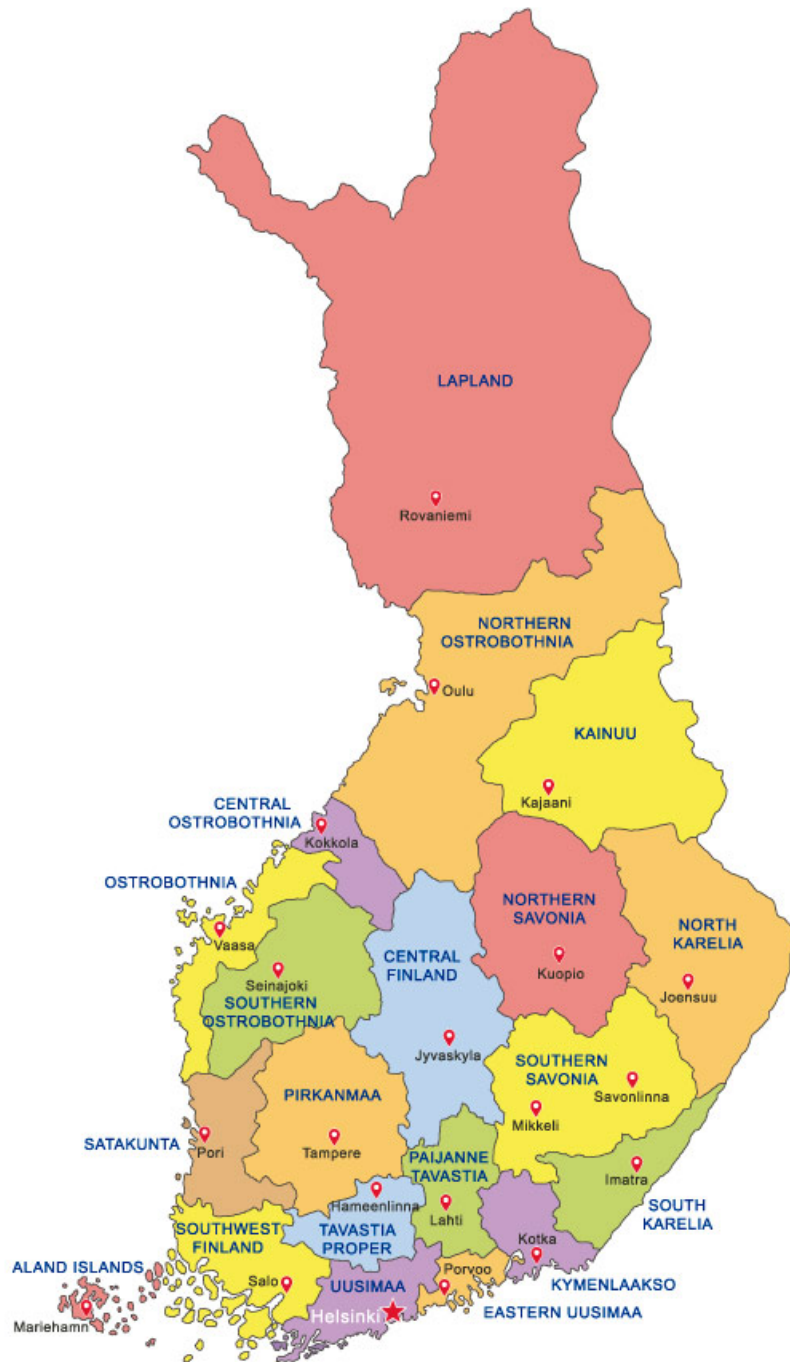 LAPLAND
Rovaniemi
NORTHERN
OSTROBOTHNIA
Oulu
KAINUU
Kajaani
CENTRAL
OSTROBOTHNIA
Kokkola
OSTROBOTHNIA
Vaasa
NORTHERN
SAVONIA
Kuopio
NORTH
KARELIA
Joensuu
CENTRAL
FINLAND
Jyvaskyla
Seinajoki
SOUTHERN
OSTROBOTHNIA
SOUTHERN
SAVONIA
Savonlinna
Mikkeli
PIRKANMAA
Tampere
SATAKUNTA
Pori
PAIJANNE
TAVASTIA
Lahti
Imatra
SOUTH
KARELIA
Hameenlinna
TAVASTIA
PROPER
SOUTHWEST
FINLAND
Salo
Kotka
KYMENLAAKSO
ALAND ISLANDS
Mariehamn
UUSIMAA
Helsinki
Porvoo
EASTERN UUSIMAA